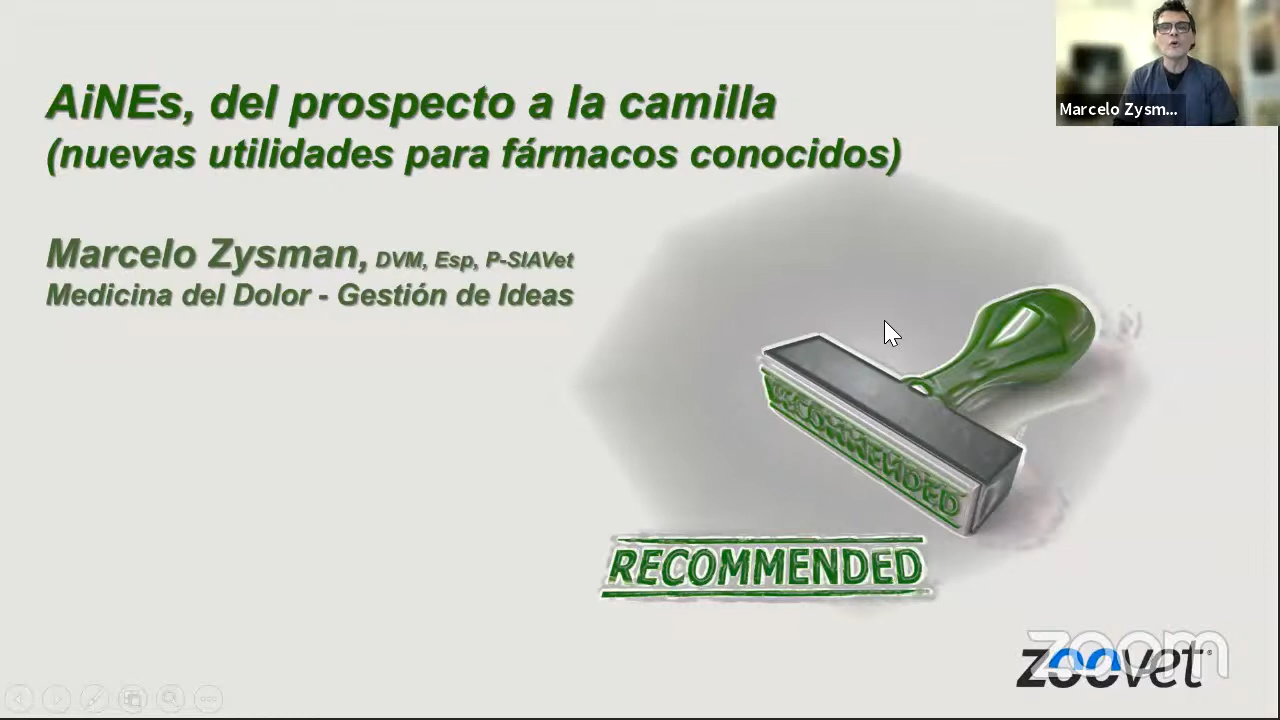 AiNEs, del prospecto a la camilla
(nuevas utilidades para fármacos conocidos)
Marcelo Zysman, DVM, Esp, P-SIAVet
Medicina del Dolor - Gestión de Ideas
Marcelo Zysm...
RECOMMENDED
RECOMMENDED
zoom
zoovet